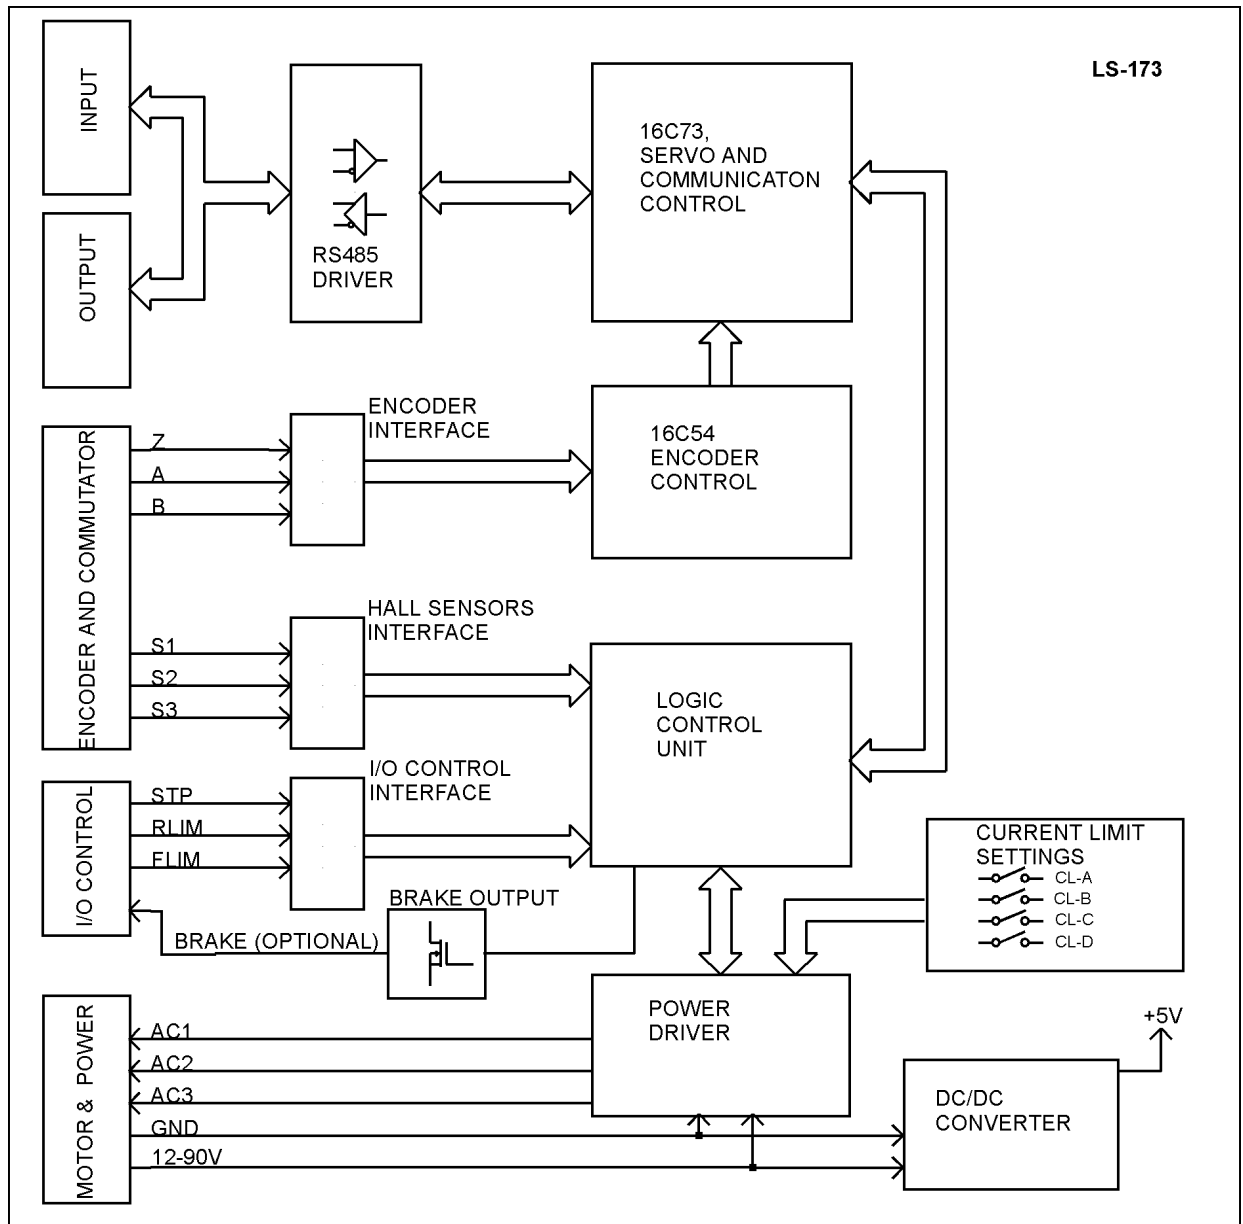 LS-173
INPUT
OUTPUT
RS485
DRIVER
16C73,
SERVO AND
COMMUNICATON
CONTROL
ENCODER
INTERFACE
16C54
ENCODER
CONTROL
ENCODER AND COMMUTATOR
Z
A
B
HALL SENSORS
INTERFACE
S1
S2
S3
LOGIC
CONTROL
UNIT
I/O CONTROL
INTERFACE
I/O CONTROL
STP
RLIM
FLIM
BRAKE OUTPUT
BRAKE (OPTIONAL)
CURRENT LIMIT
SETTINGS
CL-A
CL-B
CL-C
CL-D
POWER
DRIVER
MOTOR & POWER
AC1
AC2
AC3
GND
12-90V
DC/DC
CONVERTER
+5V